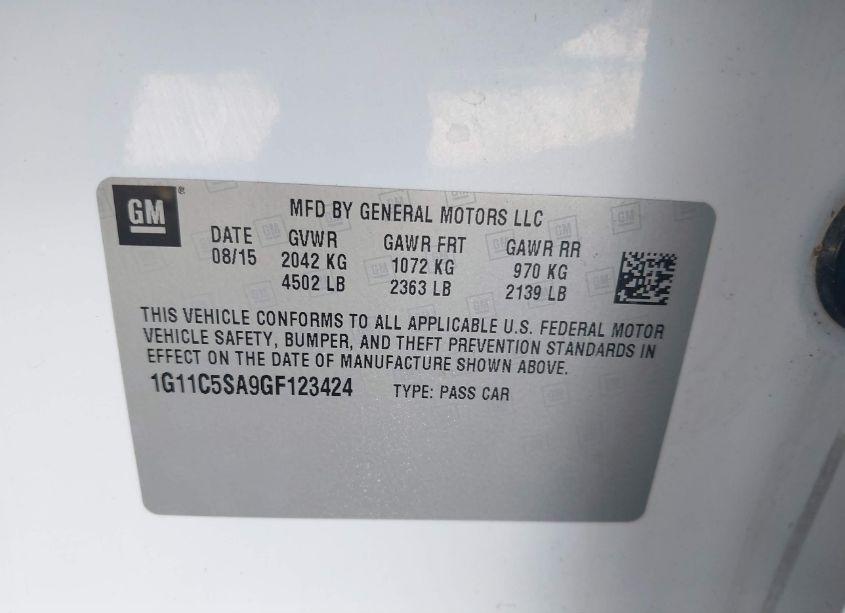 GM ®
MFD BY GENERAL MOTORS LLC
DATE GVWR GAWR FRT GAWR RR
08/15 2042 KG 1072 KG 970 KG
4502 LB 2363 LB 2139 LB
THIS VEHICLE CONFORMS TO ALL APPLICABLE U.S. FEDERAL MOTOR
VEHICLE SAFETY, BUMPER, AND THEFT PREVENTION STANDARDS IN
EFFECT ON THE DATE OF MANUFACTURE SHOWN ABOVE.
1G11C5SA9GF123424 TYPE: PASS CAR